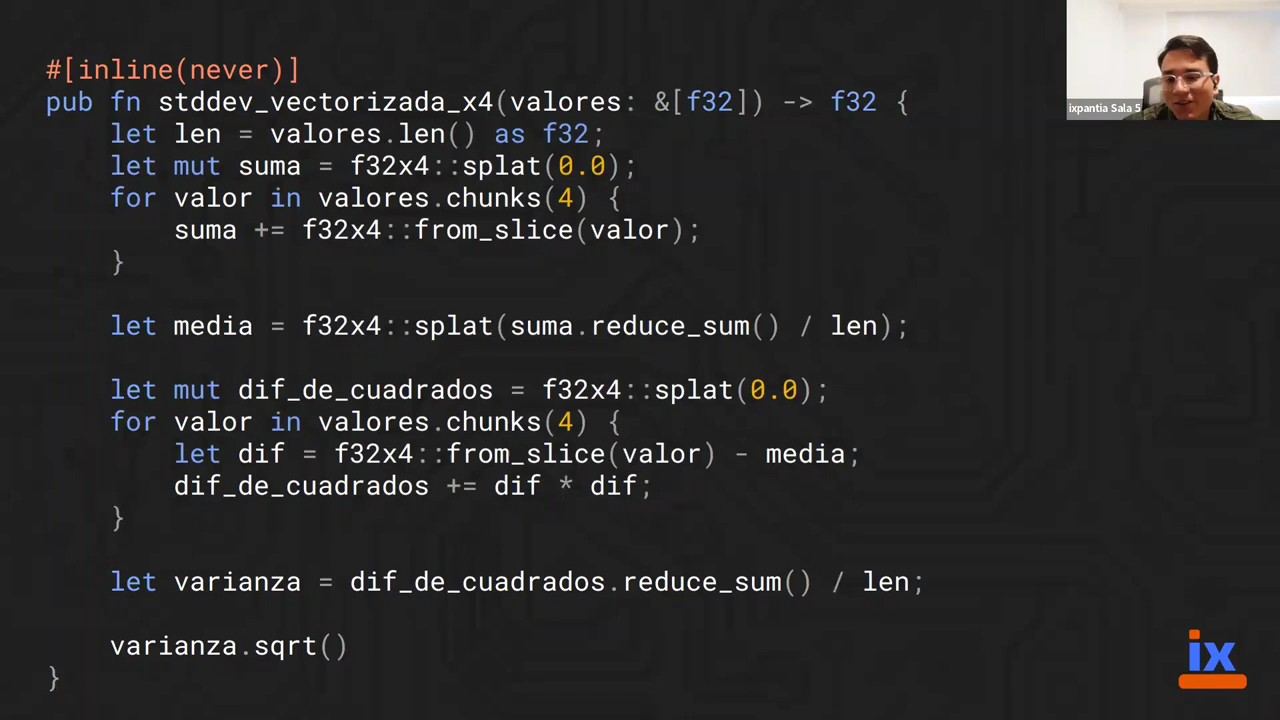 #[inline(never)]
pub fn stddev_vectorizada_x4(valores: &[f32]) -> f32 {
    let len = valores.len() as f32;
    let mut suma = f32x4::splat(0.0);
    for valor in valores.chunks(4) {
        suma += f32x4::from_slice(valor);
    }
    let media = f32x4::splat(suma.reduce_sum() / len);
    let mut dif_de_cuadrados = f32x4::splat(0.0);
    for valor in valores.chunks(4) {
        let dif = f32x4::from_slice(valor) - media;
        dif_de_cuadrados += dif * dif;
    }
    let varianza = dif_de_cuadrados.reduce_sum() / len;
    varianza.sqrt()
}
ixpantia Sala 5
ix